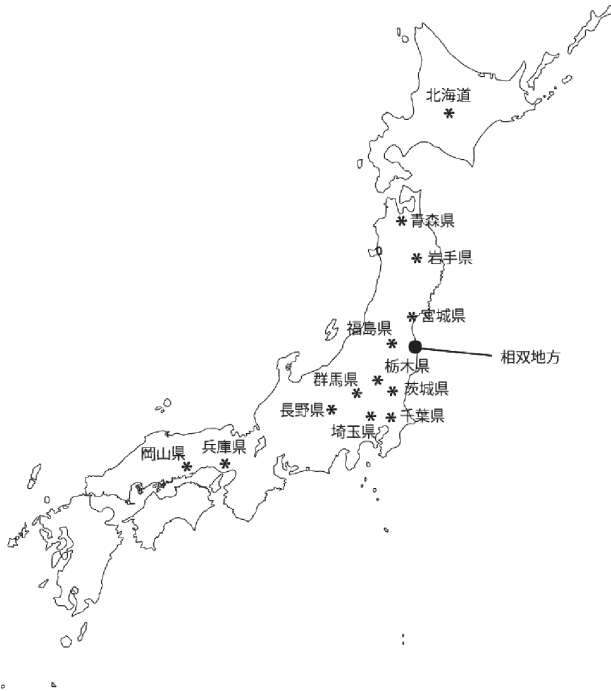 北海道
青森県
岩手県
宮城県
福島県
相双地方
栃木県
群馬県
茨城県
長野県
千葉県
埼玉県
兵庫県
岡山県